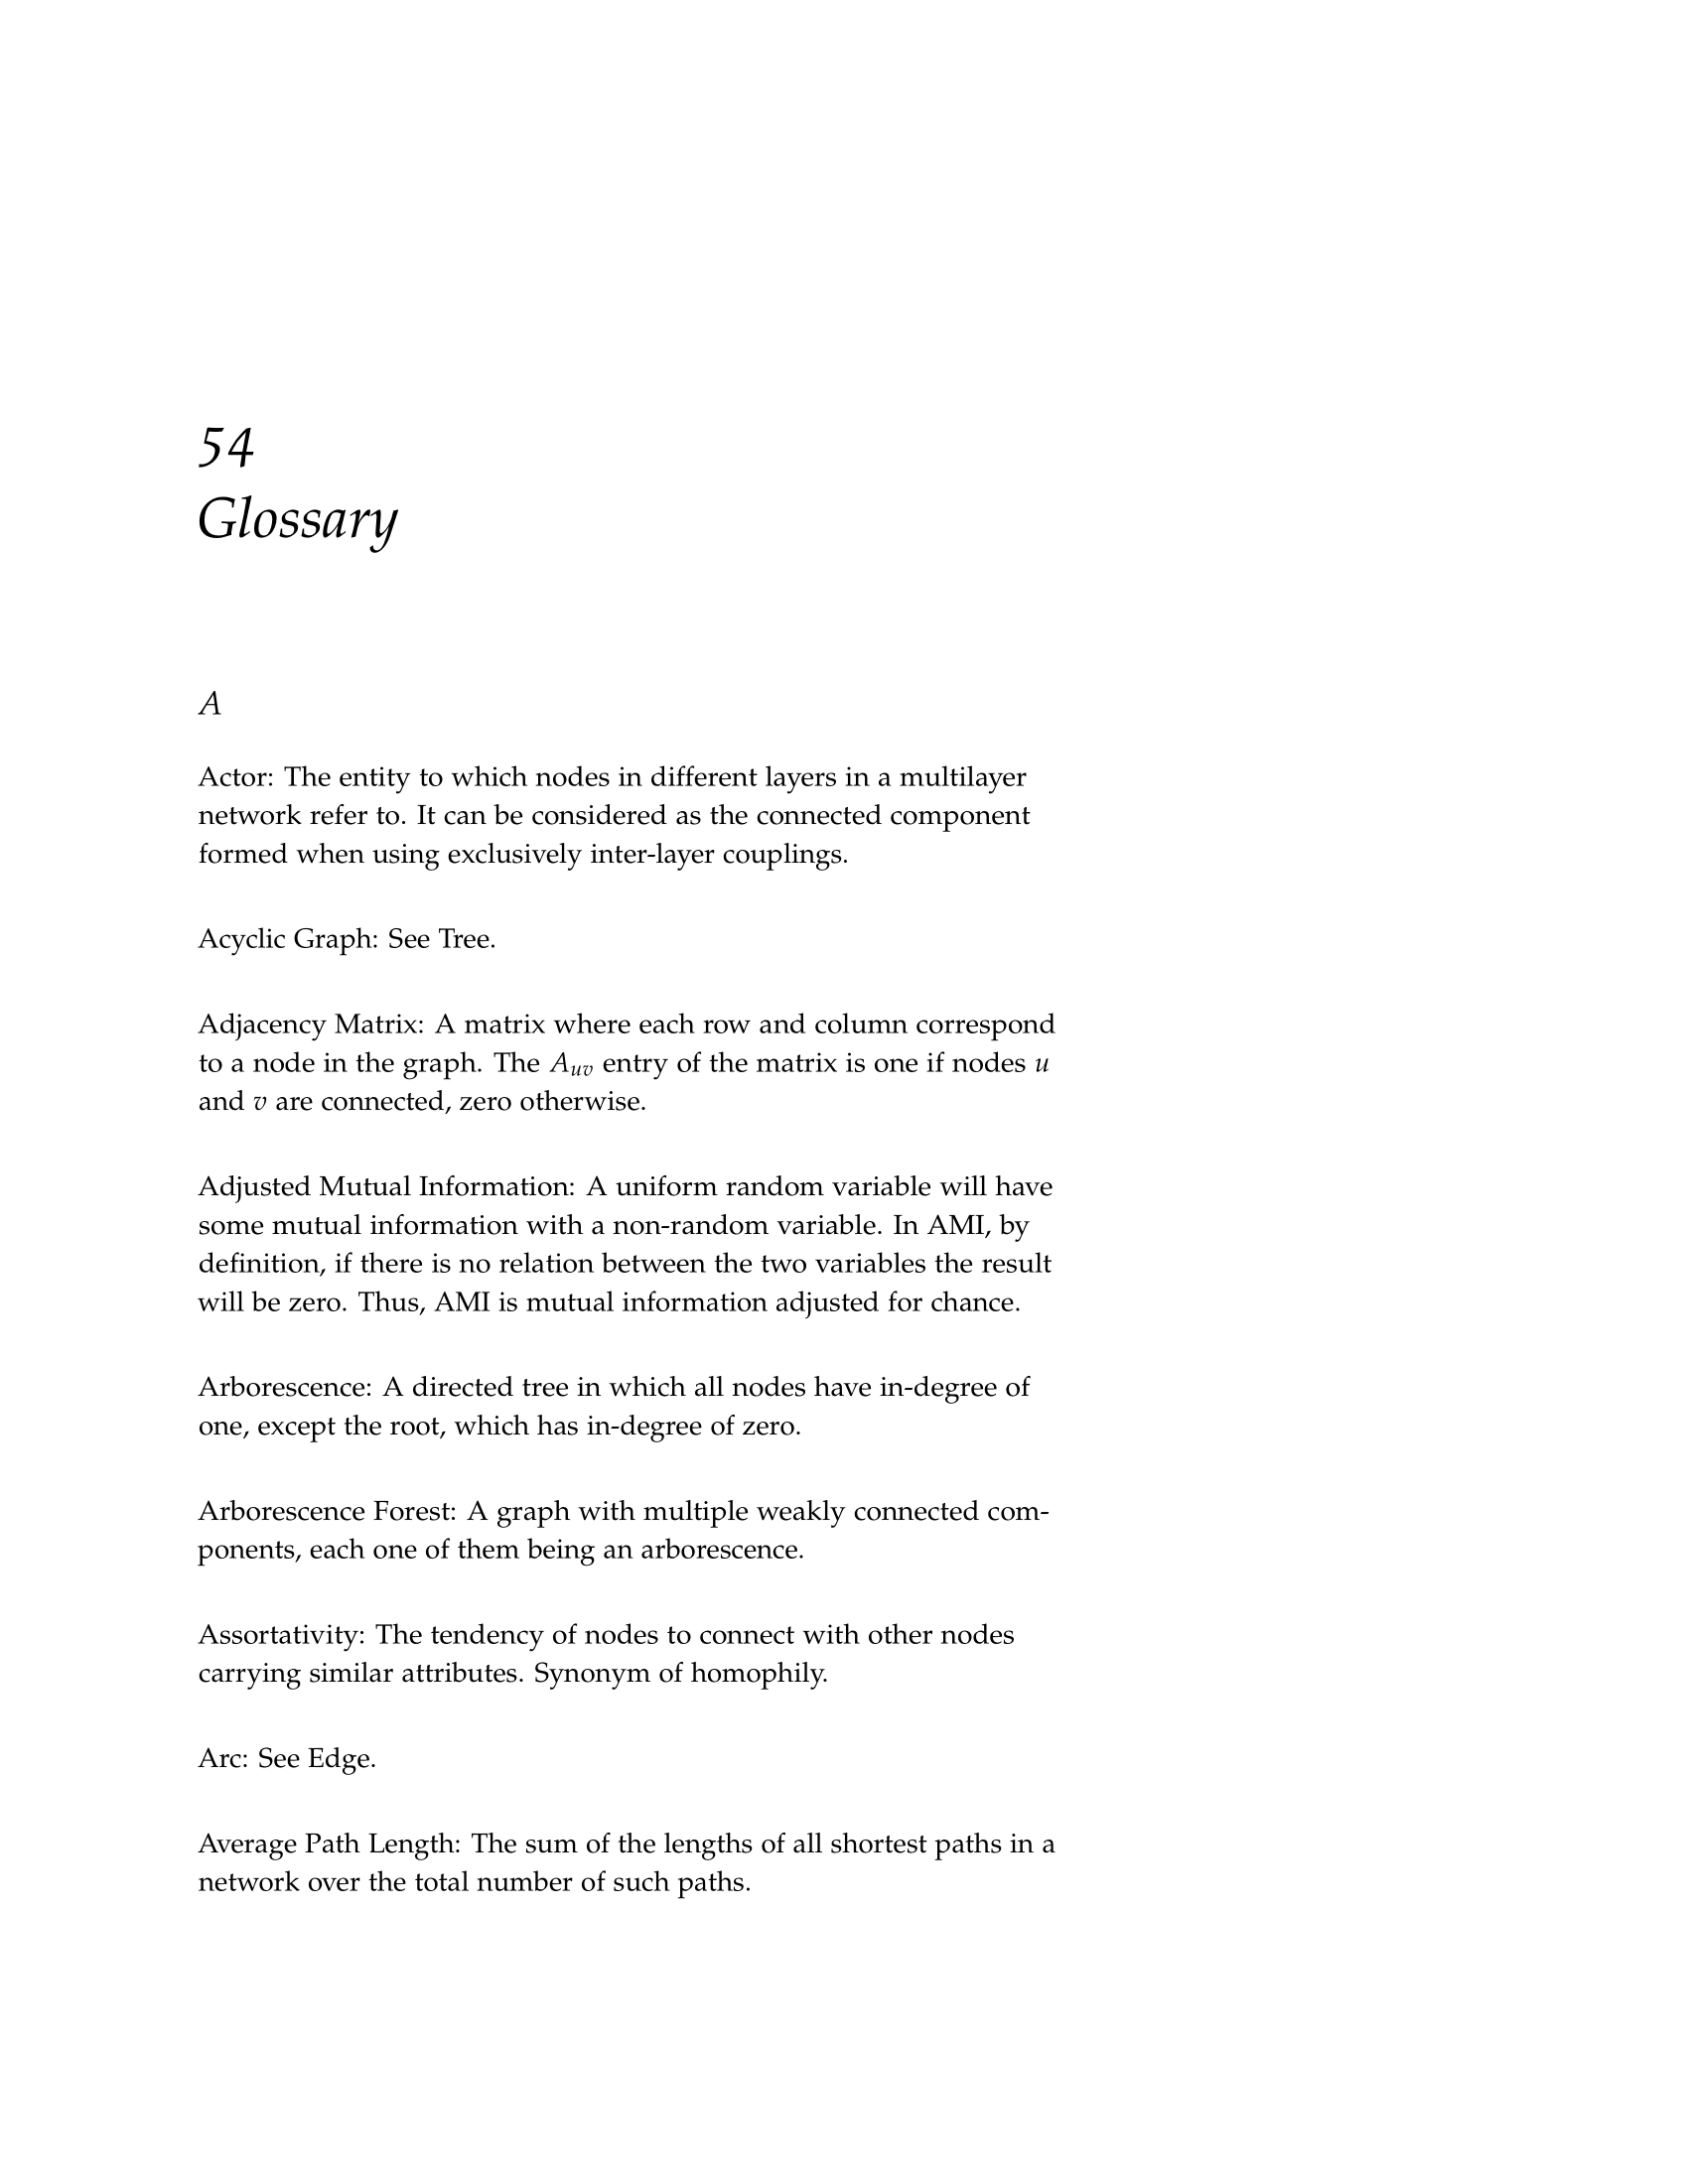 54
Glossary
A
Actor: The entity to which nodes in different layers in a multilayer
network refer to. It can be considered as the connected component
formed when using exclusively inter-layer couplings.
Acyclic Graph: See Tree.
Adjacency Matrix: A matrix where each row and column correspond
to a node in the graph. The A_{uv} entry of the matrix is one if nodes u
and v are connected, zero otherwise.
Adjusted Mutual Information: A uniform random variable will have
some mutual information with a non-random variable. In AMI, by
definition, if there is no relation between the two variables the result
will be zero. Thus, AMI is mutual information adjusted for chance.
Arborescence: A directed tree in which all nodes have in-degree of
one, except the root, which has in-degree of zero.
Arborescence Forest: A graph with multiple weakly connected com-
ponents, each one of them being an arborescence.
Assortativity: The tendency of nodes to connect with other nodes
carrying similar attributes. Synonym of homophily.
Arc: See Edge.
Average Path Length: The sum of the lengths of all shortest paths in a
network over the total number of such paths.